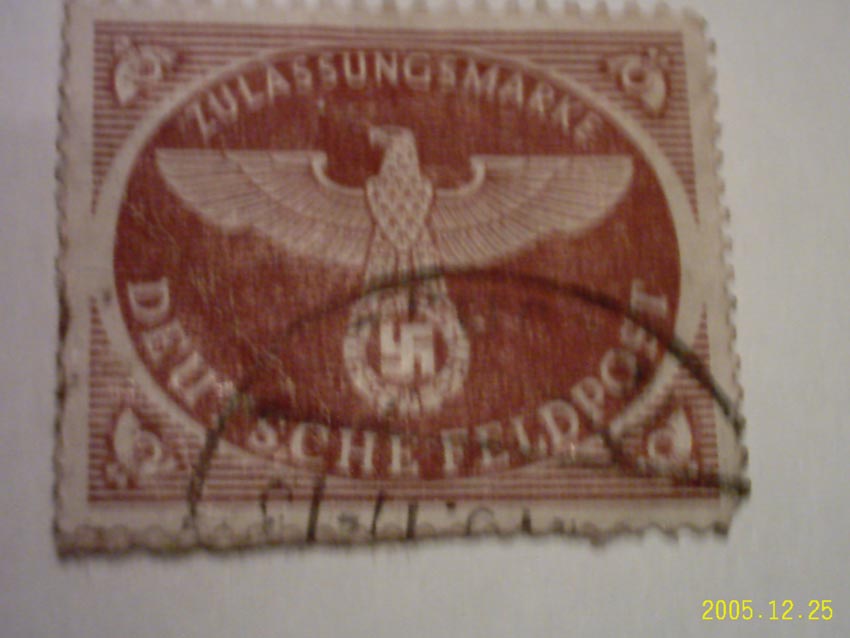 ZULASSUNGSMARKE
DEUTSCHE FELDPOST
2005.12.25